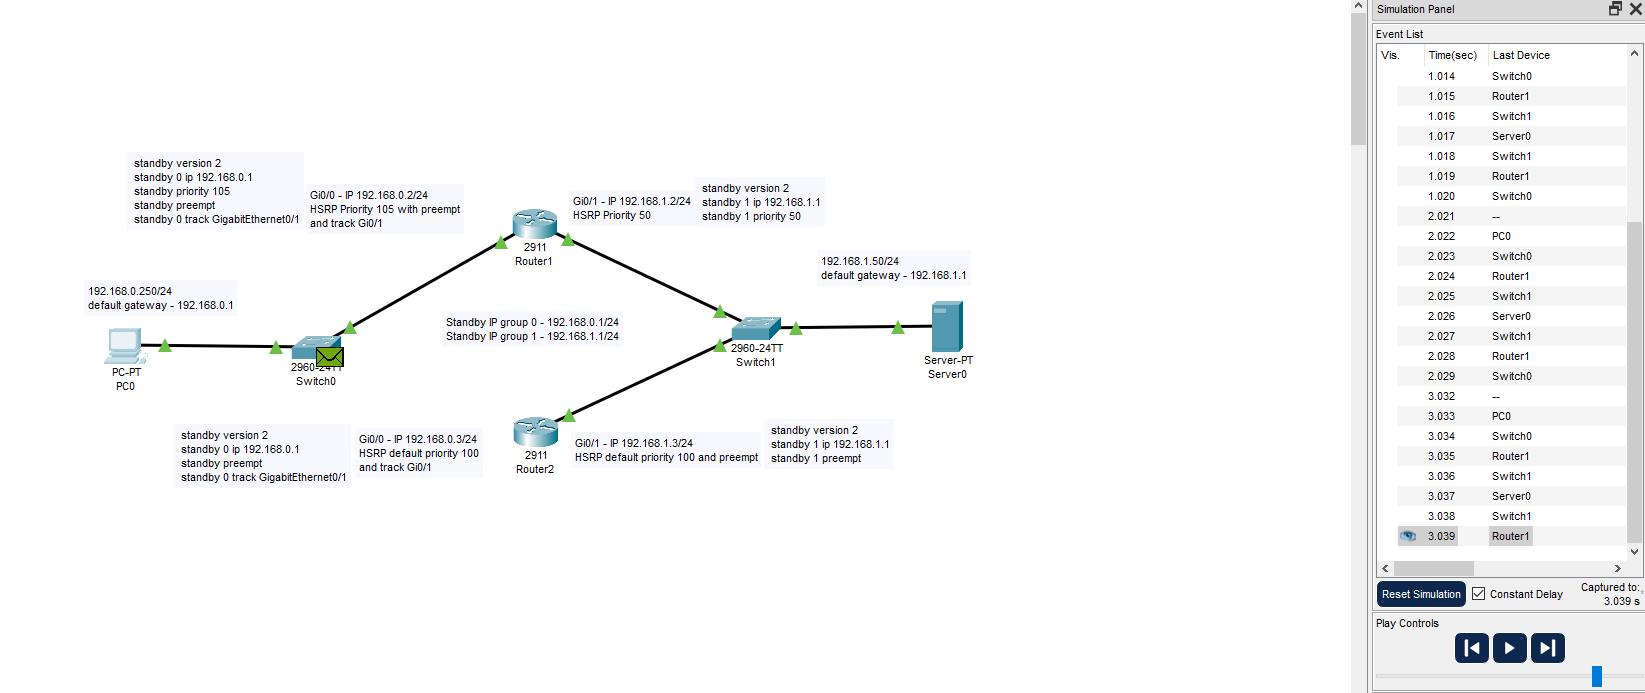 Simulation Panel
Event List
Vis. Time(sec) Last Device
1.014 Switch0
1.015 Router1
1.016 Switch1
1.017 Server0
1.018 Switch1
1.019 Router1
1.020 Switch0
2.021 --
2.022 PC0
2.023 Switch0
2.024 Router1
2.025 Switch1
2.026 Server0
2.027 Switch1
2.028 Router1
2.029 Switch0
3.032 --
3.033 PC0
3.034 Switch0
3.035 Router1
3.036 Switch1
3.037 Server0
3.038 Switch1
3.039 Router1
Reset Simulation
Constant Delay
Captured to:
3.039 s
Play Controls
standby version 2
standby 0 ip 192.168.0.1
standby priority 105
standby preempt
standby 0 track GigabitEthernet0/1
Gi0/0 - IP 192.168.0.2/24
HSRP Priority 105 with preempt
and track Gi0/1
2911
Router1
Gi0/1 - IP 192.168.1.2/24
HSRP Priority 50
standby version 2
standby 1 ip 192.168.1.1
standby 1 priority 50
192.168.1.50/24
default gateway - 192.168.1.1
192.168.0.250/24
default gateway - 192.168.0.1
Standby IP group 0 - 192.168.0.1/24
Standby IP group 1 - 192.168.1.1/24
PC-PT
PC0
2960-24TT
Switch0
2960-24TT
Switch1
Server-PT
Server0
standby version 2
standby 0 ip 192.168.0.1
standby preempt
standby 0 track GigabitEthernet0/1
Gi0/0 - IP 192.168.0.3/24
HSRP default priority 100
and track Gi0/1
2911
Router2
Gi0/1 - IP 192.168.1.3/24
HSRP default priority 100 and preempt
standby version 2
standby 1 ip 192.168.1.1
standby 1 preempt